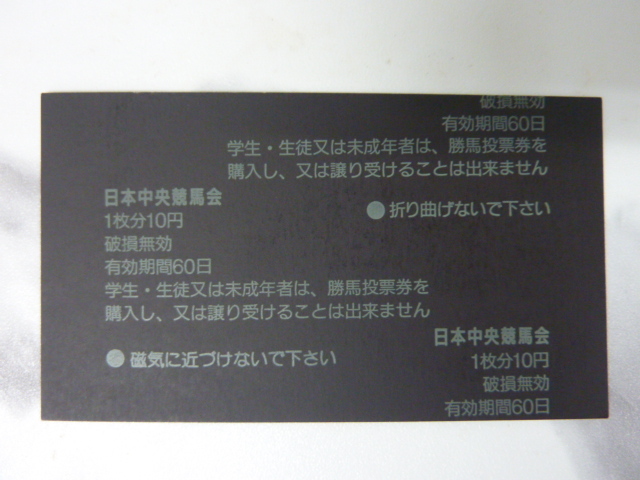 破損無効
有効期間60日
学生・生徒又は未成年者は、勝馬投票券を
購入し、又は譲り受けることは出来ません
日本中央競馬会
1枚分10円
破損無効
有効期間60日
学生・生徒又は未成年者は、勝馬投票券を
購入し、又は譲り受けることは出来ません
●折り曲げないで下さい
●磁気に近づけないで下さい
日本中央競馬会
1枚分10円
破損無効
有効期間60日